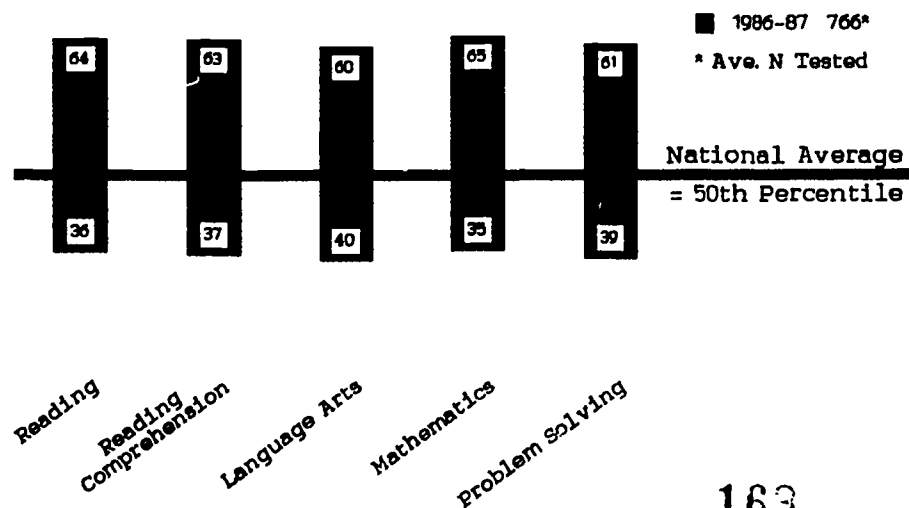 ■ 1986-87 766*
* Ave. N Tested
64
63
60
65
61
National Average
= 50th Percentile
36
37
40
35
39
Reading
Reading
Comprehension
Language Arts
Mathematics
Problem Solving